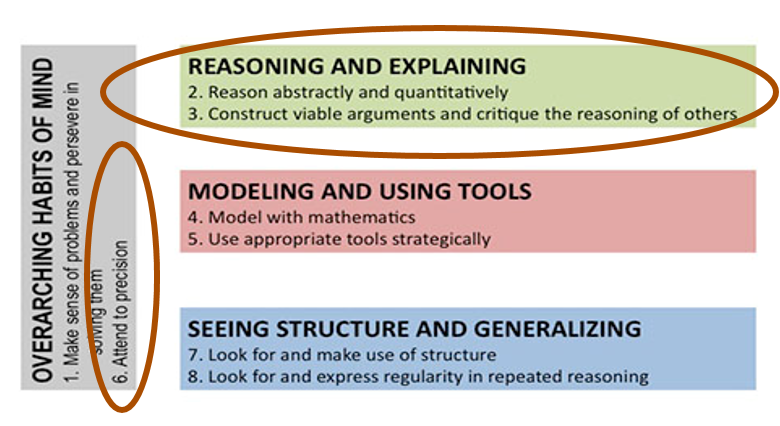 OVERARCHING HABITS OF MIND
1. Make sense of problems and persevere in
solving them
6. Attend to precision
REASONING AND EXPLAINING
2. Reason abstractly and quantitatively
3. Construct viable arguments and critique the reasoning of others
MODELING AND USING TOOLS
4. Model with mathematics
5. Use appropriate tools strategically
SEEING STRUCTURE AND GENERALIZING
7. Look for and make use of structure
8. Look for and express regularity in repeated reasoning